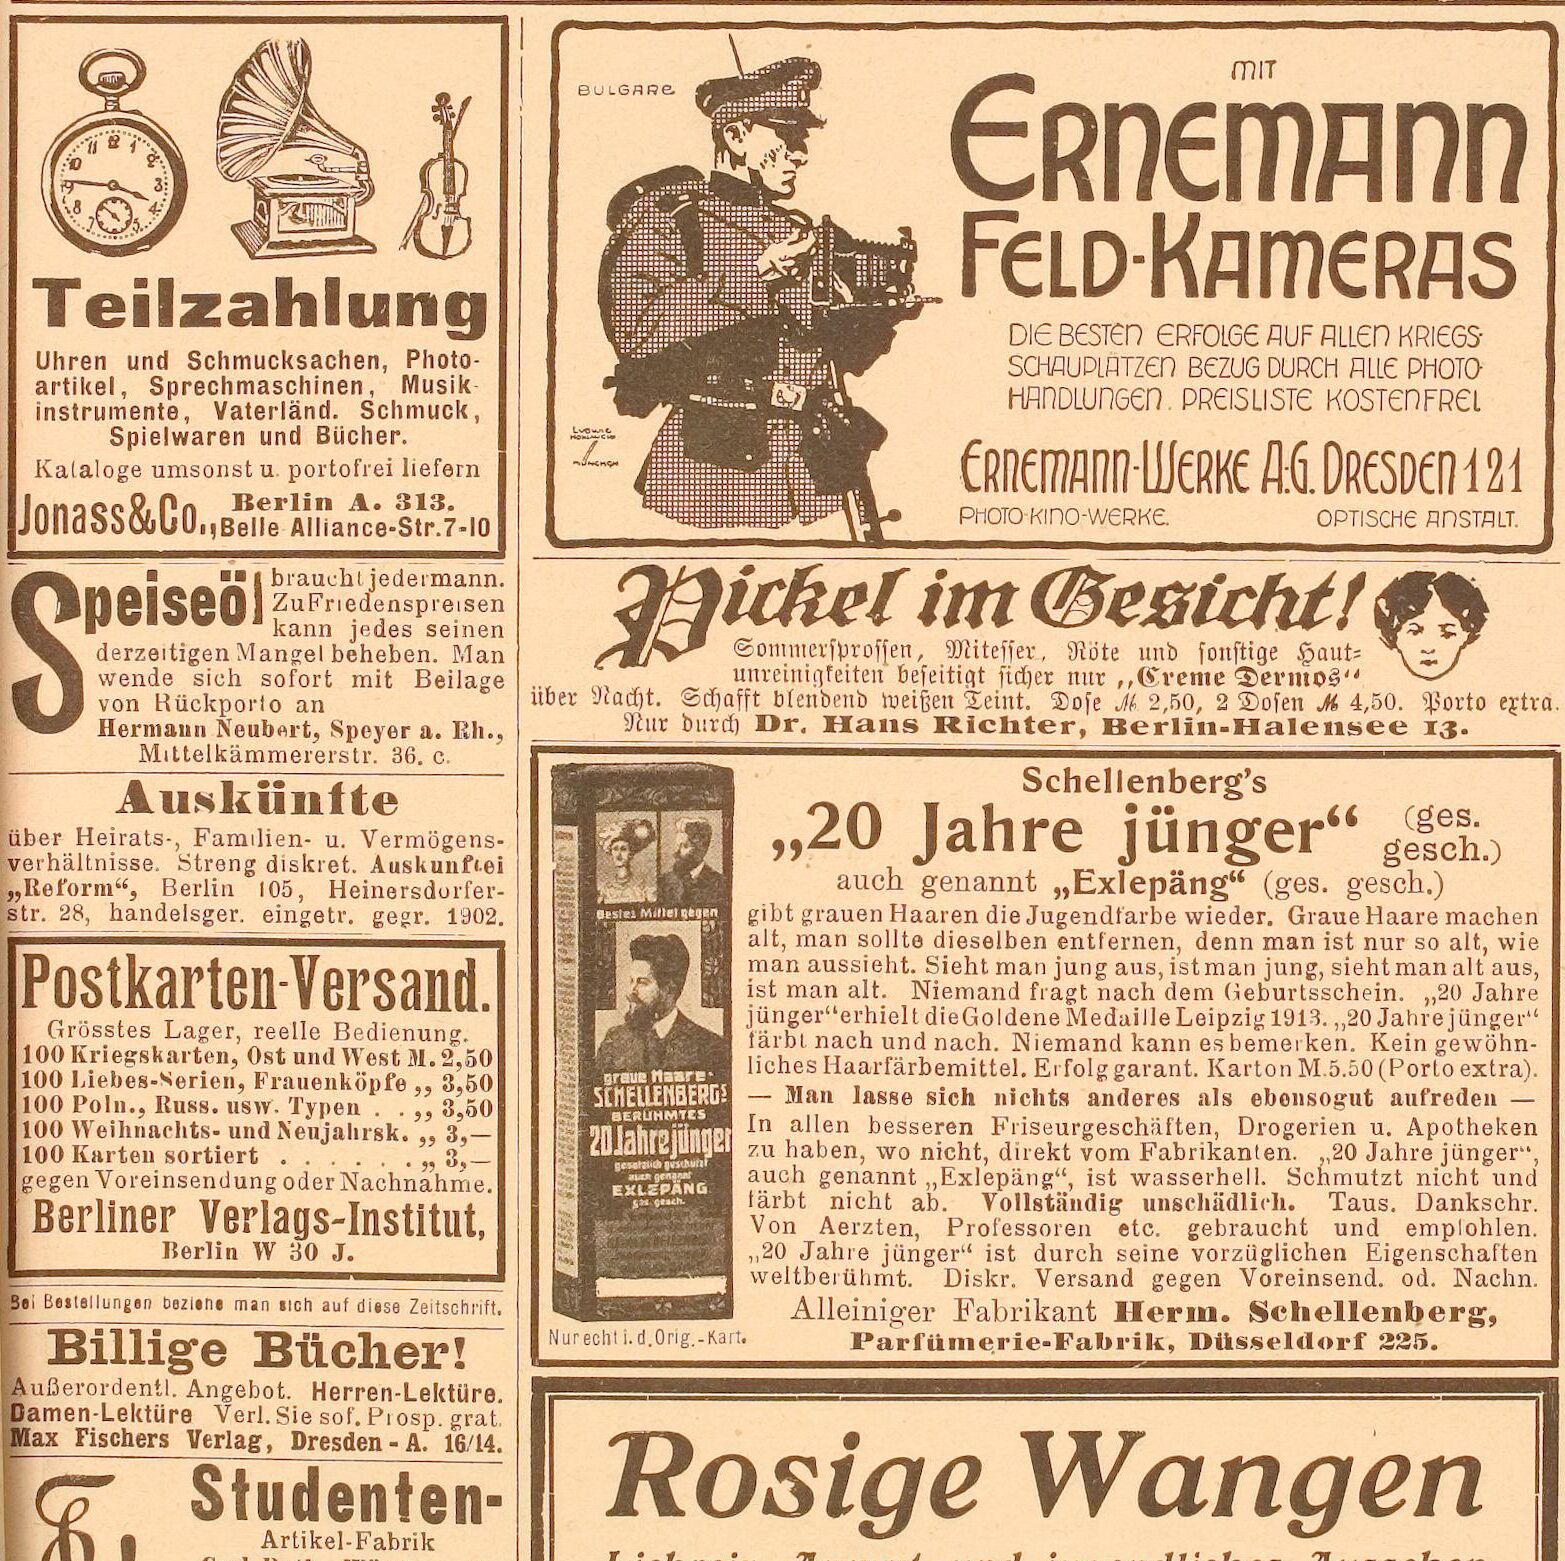 Teilzahlung
Uhren und Schmucksachen, Photo-
artikel, Sprechmaschinen, Musik-
instrumente, Vaterländ. Schmuck,
Spielwaren und Bücher.
Kataloge umsonst u. portofrei liefern
Jonass & Co., Berlin A. 313.
Belle Alliance-Str. 7-10
Speiseöl braucht jedermann.
Zu Friedenspreisen
kann jedes seinen
derzeitigen Mangel beheben. Man
wende sich sofort mit Beilage
von Rückporto an
Hermann Neubert, Speyer a. Rh.,
Mittelkämmererstr. 36. c.
Auskünfte
über Heirats-, Familien- u. Vermögens-
verhältnisse. Streng diskret. Auskunftei
„Reform“, Berlin 105, Heinersdorfer-
str. 28, handelsger. eingetr. gegr. 1902.
Postkarten-Versand.
Grösstes Lager, reelle Bedienung.
100 Kriegskarten, Ost und West M. 2,50
100 Liebes-Serien, Frauenköpfe „ 3,50
100 Poln., Russ. usw. Typen . . „ 3,50
100 Weihnachts- und Neujahrsk. „ 3,—
100 Karten sortiert . . . . . . „ 3,—
gegen Voreinsendung oder Nachnahme.
Berliner Verlags-Institut,
Berlin W 30 J.
Bei Bestellungen beziehe man sich auf diese Zeitschrift.
Billige Bücher!
Außerordentl. Angebot. Herren-Lektüre.
Damen-Lektüre Verl. Sie sof. Prosp. grat.
Max Fischers Verlag, Dresden-A. 16/14.
Studenten-
Artikel-Fabrik
BULGARE
MIT
ERNEMANN
FELD-KAMERAS
DIE BESTEN ERFOLGE AUF ALLEN KRIEGS-
SCHAUPLÄTZEN BEZUG DURCH ALLE PHOTO-
HANDLUNGEN. PREISLISTE KOSTENFREI
ERNEMANN-WERKE A.-G. DRESDEN 121
PHOTO-KINO-WERKE. OPTISCHE ANSTALT.
LUDWIG
HOHLWEIN
MÜNCHEN
Pickel im Gesicht!
Sommersprossen, Mitesser, Röte und sonstige Haut-
unreinigkeiten beseitigt sicher nur „Creme Dermos“
über Nacht. Schafft blendend weißen Teint. Dose M 2,50, 2 Dosen M 4,50. Porto extra.
Nur durch Dr. Hans Richter, Berlin-Halensee 13.
Bestes Mittel gegen
graue Haare-
SCHELLENBERGS
BERÜHMTES
20 Jahre jünger
gesetzlich geschützt
auch genannt
EXLEPÄNG
ges. gesch.
Nur echt i. d. Orig.-Kart.
Schellenberg's
„20 Jahre jünger“ (ges.
gesch.)
auch genannt „Exlepäng“ (ges. gesch.)
gibt grauen Haaren die Jugendfarbe wieder. Graue Haare machen
alt, man sollte dieselben entfernen, denn man ist nur so alt, wie
man aussieht. Sieht man jung aus, ist man jung, sieht man alt aus,
ist man alt. Niemand fragt nach dem Geburtsschein. „20 Jahre
jünger“ erhielt die Goldene Medaille Leipzig 1913. „20 Jahre jünger“
färbt nach und nach. Niemand kann es bemerken. Kein gewöhn-
liches Haarfärbemittel. Erfolg garant. Karton M. 5.50 (Porto extra).
— Man lasse sich nichts anderes als ebensogut aufreden —
In allen besseren Friseurgeschäften, Drogerien u. Apotheken
zu haben, wo nicht, direkt vom Fabrikanten. „20 Jahre jünger“,
auch genannt „Exlepäng“, ist wasserhell. Schmutzt nicht und
färbt nicht ab. Vollständig unschädlich. Taus. Danksehr.
Von Aerzten, Professoren etc. gebraucht und empfohlen.
„20 Jahre jünger“ ist durch seine vorzüglichen Eigenschaften
weltberühmt. Diskr. Versand gegen Voreinsend. od. Nachn.
Alleiniger Fabrikant Herm. Schellenberg,
Parfümerie-Fabrik, Düsseldorf 225.
Rosige Wangen